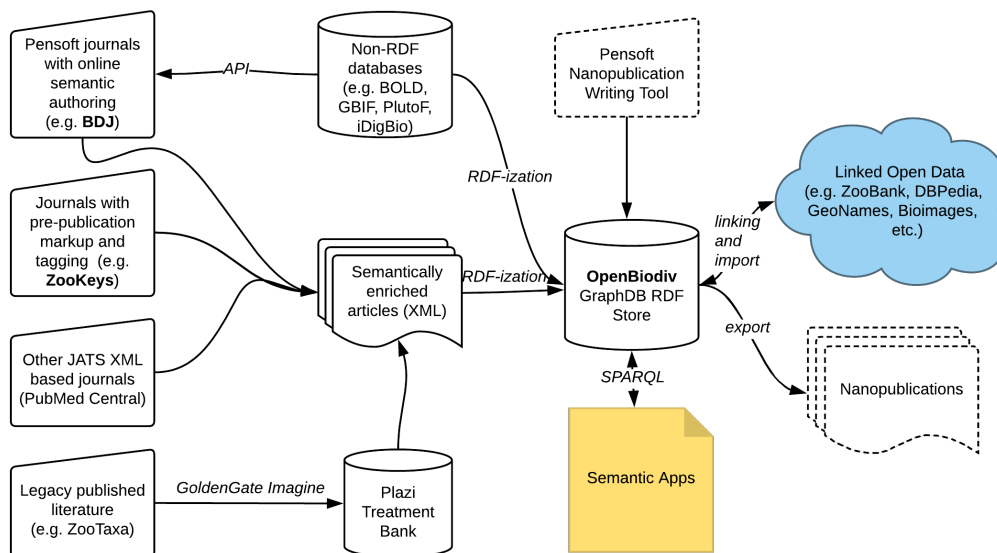 Pensoft journals
with online
semantic
authoring
(e.g. BDJ)
API
Non-RDF
databases
(e.g. BOLD,
GBIF, PlutoF,
iDigBio)
Pensoft
Nanopublication
Writing Tool
RDF-ization
Linked Open Data
(e.g. ZooBank, DBPedia,
GeoNames, Bioimages,
etc.)
Journals with
pre-publication
markup and
tagging (e.g.
ZooKeys)
Semantically
enriched
articles (XML)
RDF-ization
OpenBiodiv
GraphDB RDF
Store
linking
and
import
export
Other JATS XML
based journals
(PubMed Central)
SPARQL
Nanopublications
Legacy published
literature
(e.g. ZooTaxa)
GoldenGate Imagine
Plazi
Treatment
Bank
Semantic Apps